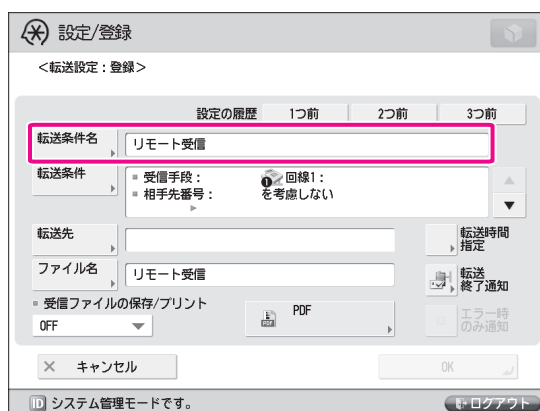 設定/登録
<転送設定：登録>
設定の履歴 1つ前 2つ前 3つ前
転送条件名 リモート受信
転送条件
■ 受信手段： 回線1：
■ 相手先番号： を考慮しない
転送先
転送時間
指定
ファイル名 リモート受信
転送
終了通知
■ 受信ファイルの保存/プリント
OFF
PDF PDF
エラー時
のみ通知
× キャンセル
OK
ID システム管理モードです。
ログアウト